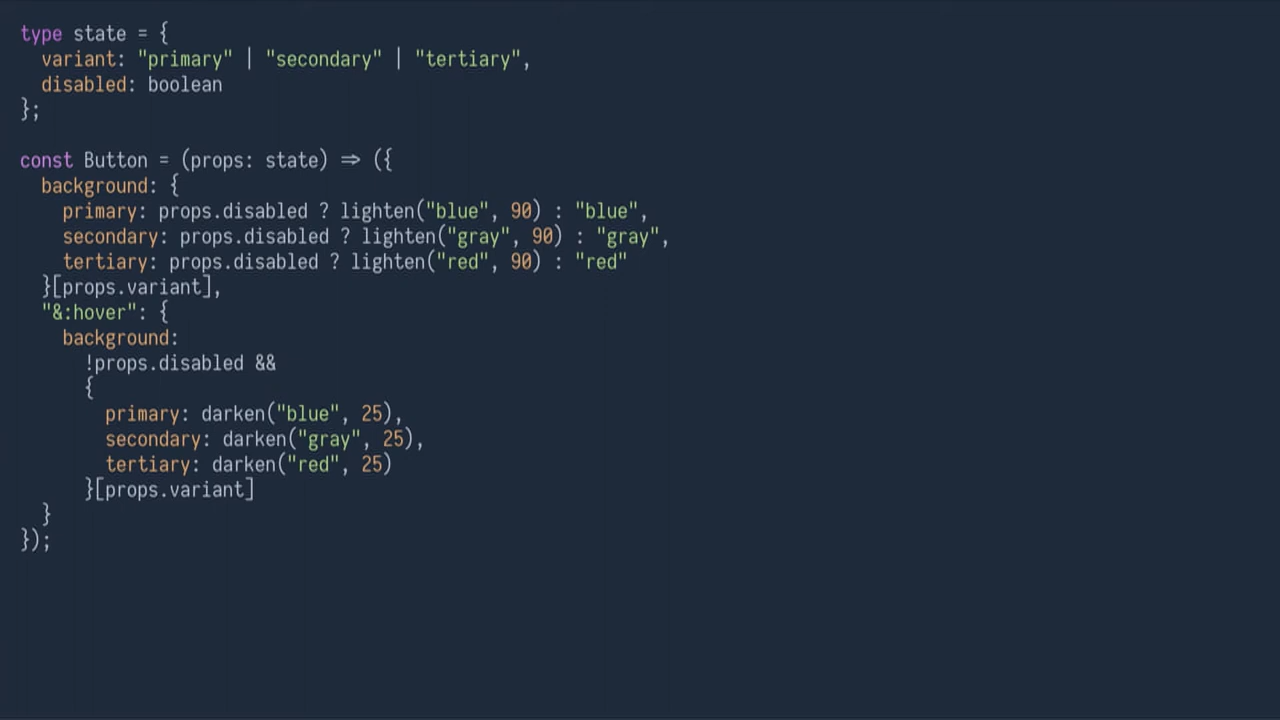 type state = {
  variant: "primary" | "secondary" | "tertiary",
  disabled: boolean
};

const Button = (props: state) ⇒ ({
  background: {
    primary: props.disabled ? lighten("blue", 90) : "blue",
    secondary: props.disabled ? lighten("gray", 90) : "gray",
    tertiary: props.disabled ? lighten("red", 90) : "red"
  }[props.variant],
  "&:hover": {
    background:
      !props.disabled &&
      {
        primary: darken("blue", 25),
        secondary: darken("gray", 25),
        tertiary: darken("red", 25)
      }[props.variant]
  }
});